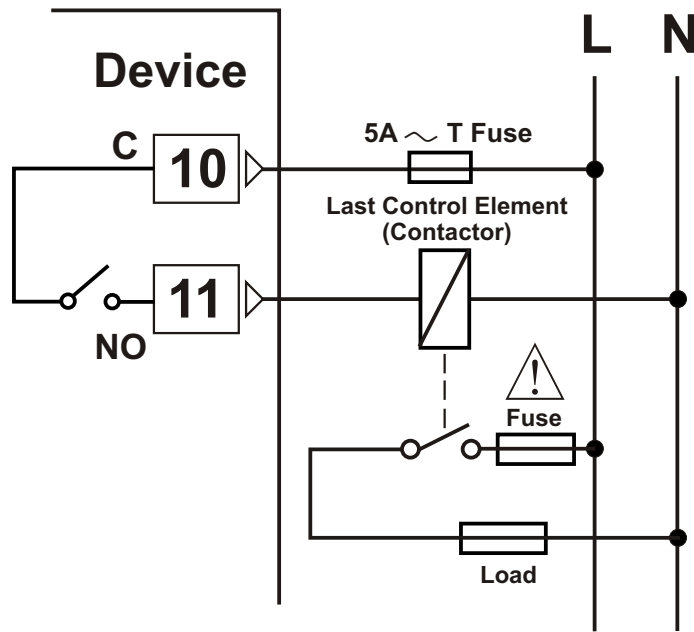 L N
Device
C
10
5A ~ T Fuse
Last Control Element
(Contactor)
11
NO
!
Fuse
Load